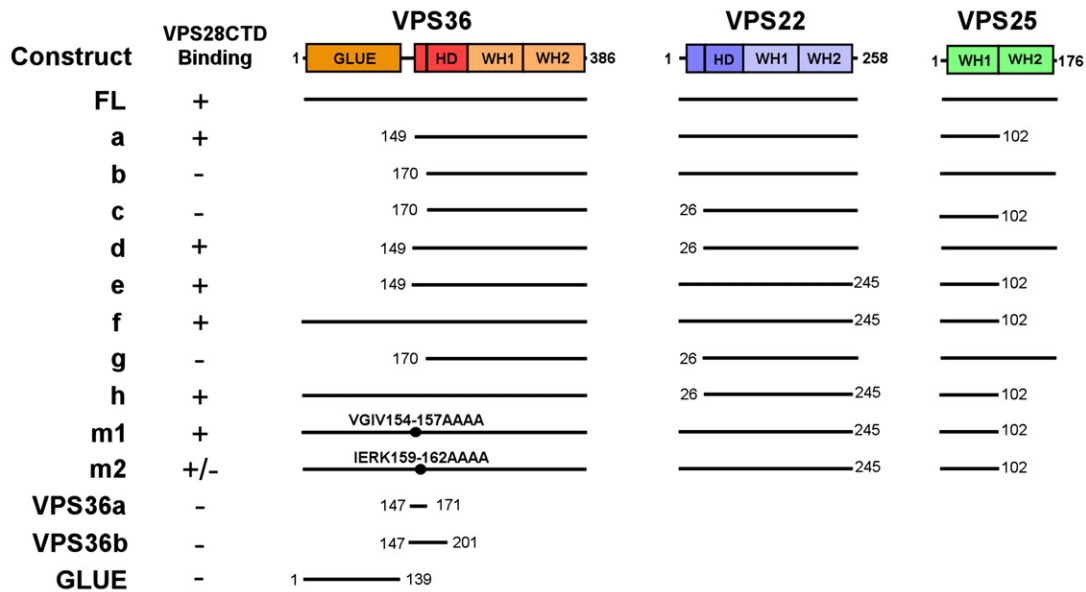 VPS36 VPS22 VPS25
VPS28CTD
Construct Binding 1 GLUE HD WH1 WH2 386 1 HD WH1 WH2 258 1 WH1 WH2 176
FL +
a + 149 102
b - 170
c - 170 26 102
d + 149 26
e + 149 245 102
f + 245 102
g - 170 26
h + 26 245 102
VGIV154-157AAAA
m1 + 245 102
IERK159-162AAAA
m2 +/- 245 102
VPS36a - 147 171
VPS36b - 147 201
GLUE - 1 139